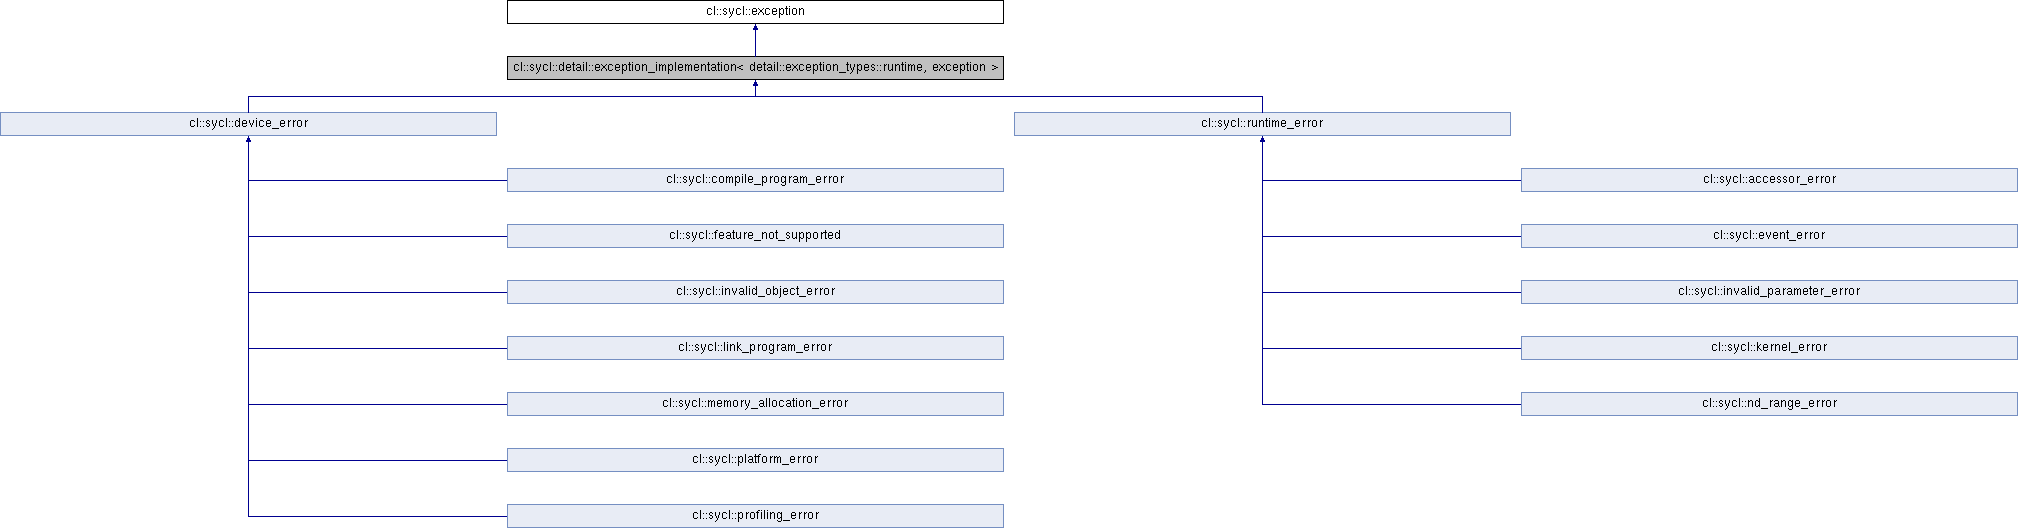 cl::sycl::exception
cl::sycl::detail::exception_implementation< detail::exception_types::runtime, exception >
cl::sycl::device_error
cl::sycl::runtime_error
cl::sycl::compile_program_error
cl::sycl::accessor_error
cl::sycl::feature_not_supported
cl::sycl::event_error
cl::sycl::invalid_object_error
cl::sycl::invalid_parameter_error
cl::sycl::link_program_error
cl::sycl::kernel_error
cl::sycl::memory_allocation_error
cl::sycl::nd_range_error
cl::sycl::platform_error
cl::sycl::profiling_error